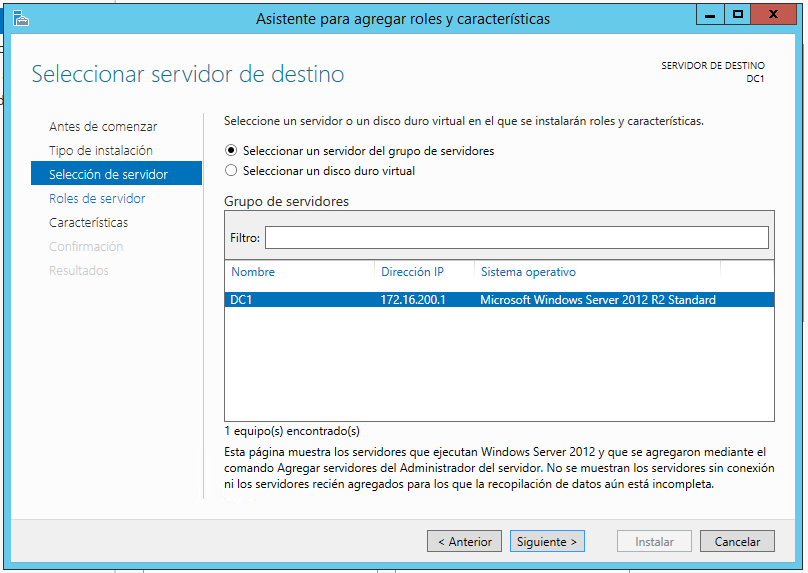 Asistente para agregar roles y características
Seleccionar servidor de destino
SERVIDOR DE DESTINO
DC1
Antes de comenzar
Tipo de instalación
Selección de servidor
Roles de servidor
Características
Confirmación
Resultados
Seleccione un servidor o un disco duro virtual en el que se instalarán roles y características.
Seleccionar un servidor del grupo de servidores
Seleccionar un disco duro virtual
Grupo de servidores
Filtro:
Nombre Dirección IP Sistema operativo
DC1 172.16.200.1 Microsoft Windows Server 2012 R2 Standard
1 equipo(s) encontrado(s)
Esta página muestra los servidores que ejecutan Windows Server 2012 y que se agregaron mediante el
comando Agregar servidores del Administrador del servidor. No se muestran los servidores sin conexión
ni los servidores recién agregados para los que la recopilación de datos aún está incompleta.
< Anterior Siguiente > Instalar Cancelar